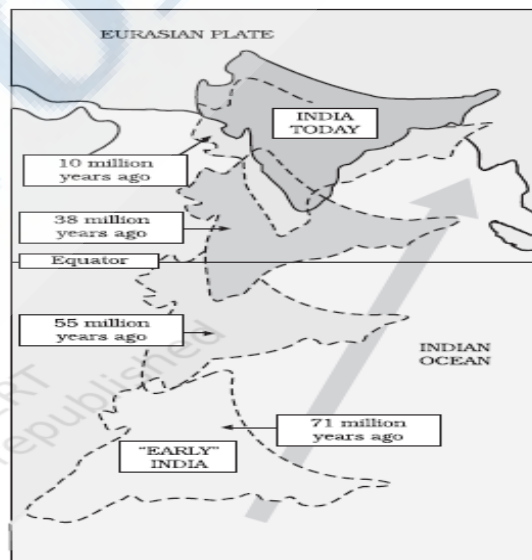 EURASIAN PLATE
INDIA
TODAY
10 million
years ago
38 million
years ago
Equator
55 million
years ago
INDIAN
OCEAN
71 million
years ago
"EARLY"
INDIA
republished